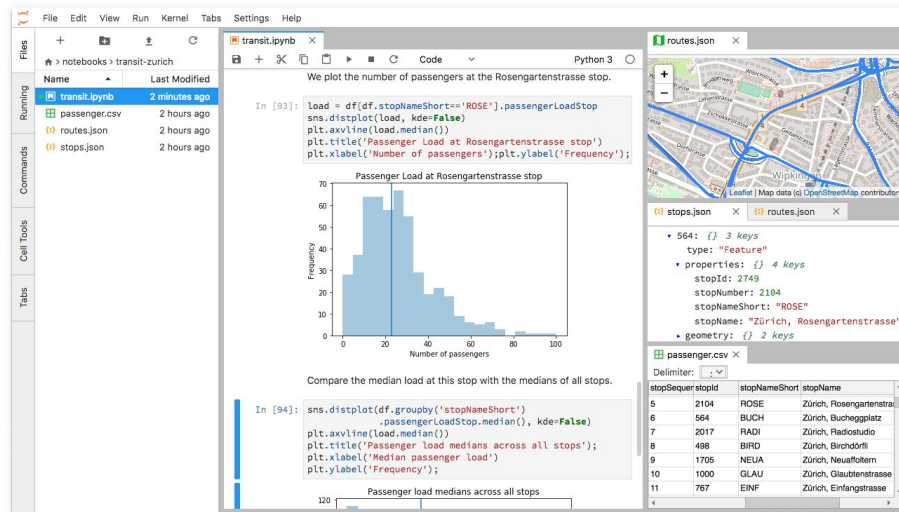 File Edit View Run Kernel Tabs Settings Help
Files
Running
Commands
Cell Tools
Tabs
notebooks > transit-zurich
Name Last Modified
transit.ipynb 2 minutes ago
passenger.csv 2 hours ago
routes.json 2 hours ago
stops.json 2 hours ago
transit.ipynb
Code Python 3
We plot the number of passengers at the Rosengartenstrasse stop.
In [93]: load = df[df.stopNameShort=='ROSE'].passengerLoadStop
sns.distplot(load, kde=False)
plt.axvline(load.median())
plt.title('Passenger Load at Rosengartenstrasse stop')
plt.xlabel('Number of passengers');plt.ylabel('Frequency');
Passenger Load at Rosengartenstrasse stop
Frequency
70
60
50
40
30
20
10
0
0 20 40 60 80 100
Number of passengers
Compare the median load at this stop with the medians of all stops.
In [94]: sns.distplot(df.groupby('stopNameShort')
.passengerLoadStop.median(), kde=False)
plt.axvline(load.median())
plt.title('Passenger load medians across all stops');
plt.xlabel('Median passenger load')
plt.ylabel('Frequency');
Passenger load medians across all stops
120
routes.json
+
−
Lehenstrasse
Wipkingen
Leaflet | Map data (c) OpenStreetMap contributor
stops.json routes.json
564: {} 3 keys
type: "Feature"
properties: {} 4 keys
stopId: 2749
stopNumber: 2104
stopNameShort: "ROSE"
stopName: "Zürich, Rosengartenstrasse"
geometry: {} 2 keys
passenger.csv
Delimiter: ;
stopSequer stopId stopNameShort stopName
5 2104 ROSE Zürich, Rosengartenstra
6 564 BUCH Zürich, Bucheggplatz
7 2017 RADI Zürich, Radiostudio
8 498 BIRD Zürich, Birchdörfli
9 1705 NEUA Zürich, Neuaffoltern
10 1000 GLAU Zürich, Glaubtenstrasse
11 767 EINF Zürich, Einfangstrasse